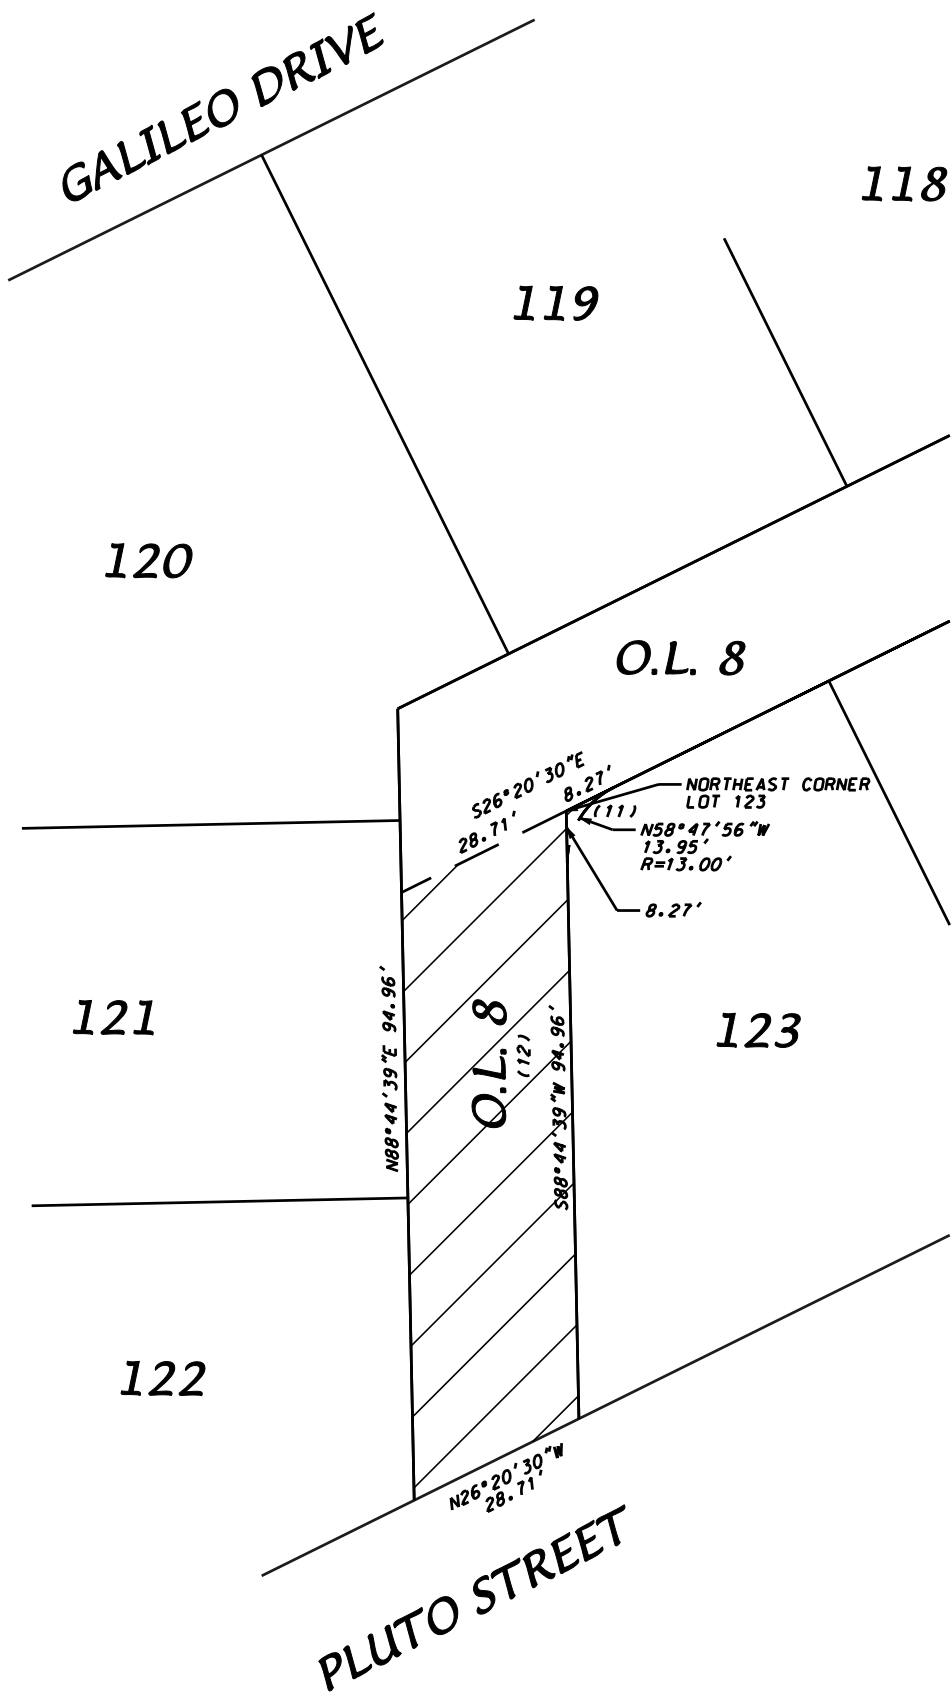 GALILEO DRIVE
118
119
120
O.L. 8
S26°20'30"E
8.27'
28.71'
(11)
NORTHEAST CORNER
LOT 123
N58°47'56"W
13.95'
R=13.00'
8.27'
121
N88°44'39"E 94.96'
O.L. 8
(12)
S88°44'39"W 94.96'
123
122
N26°20'30"W
28.71'
PLUTO STREET